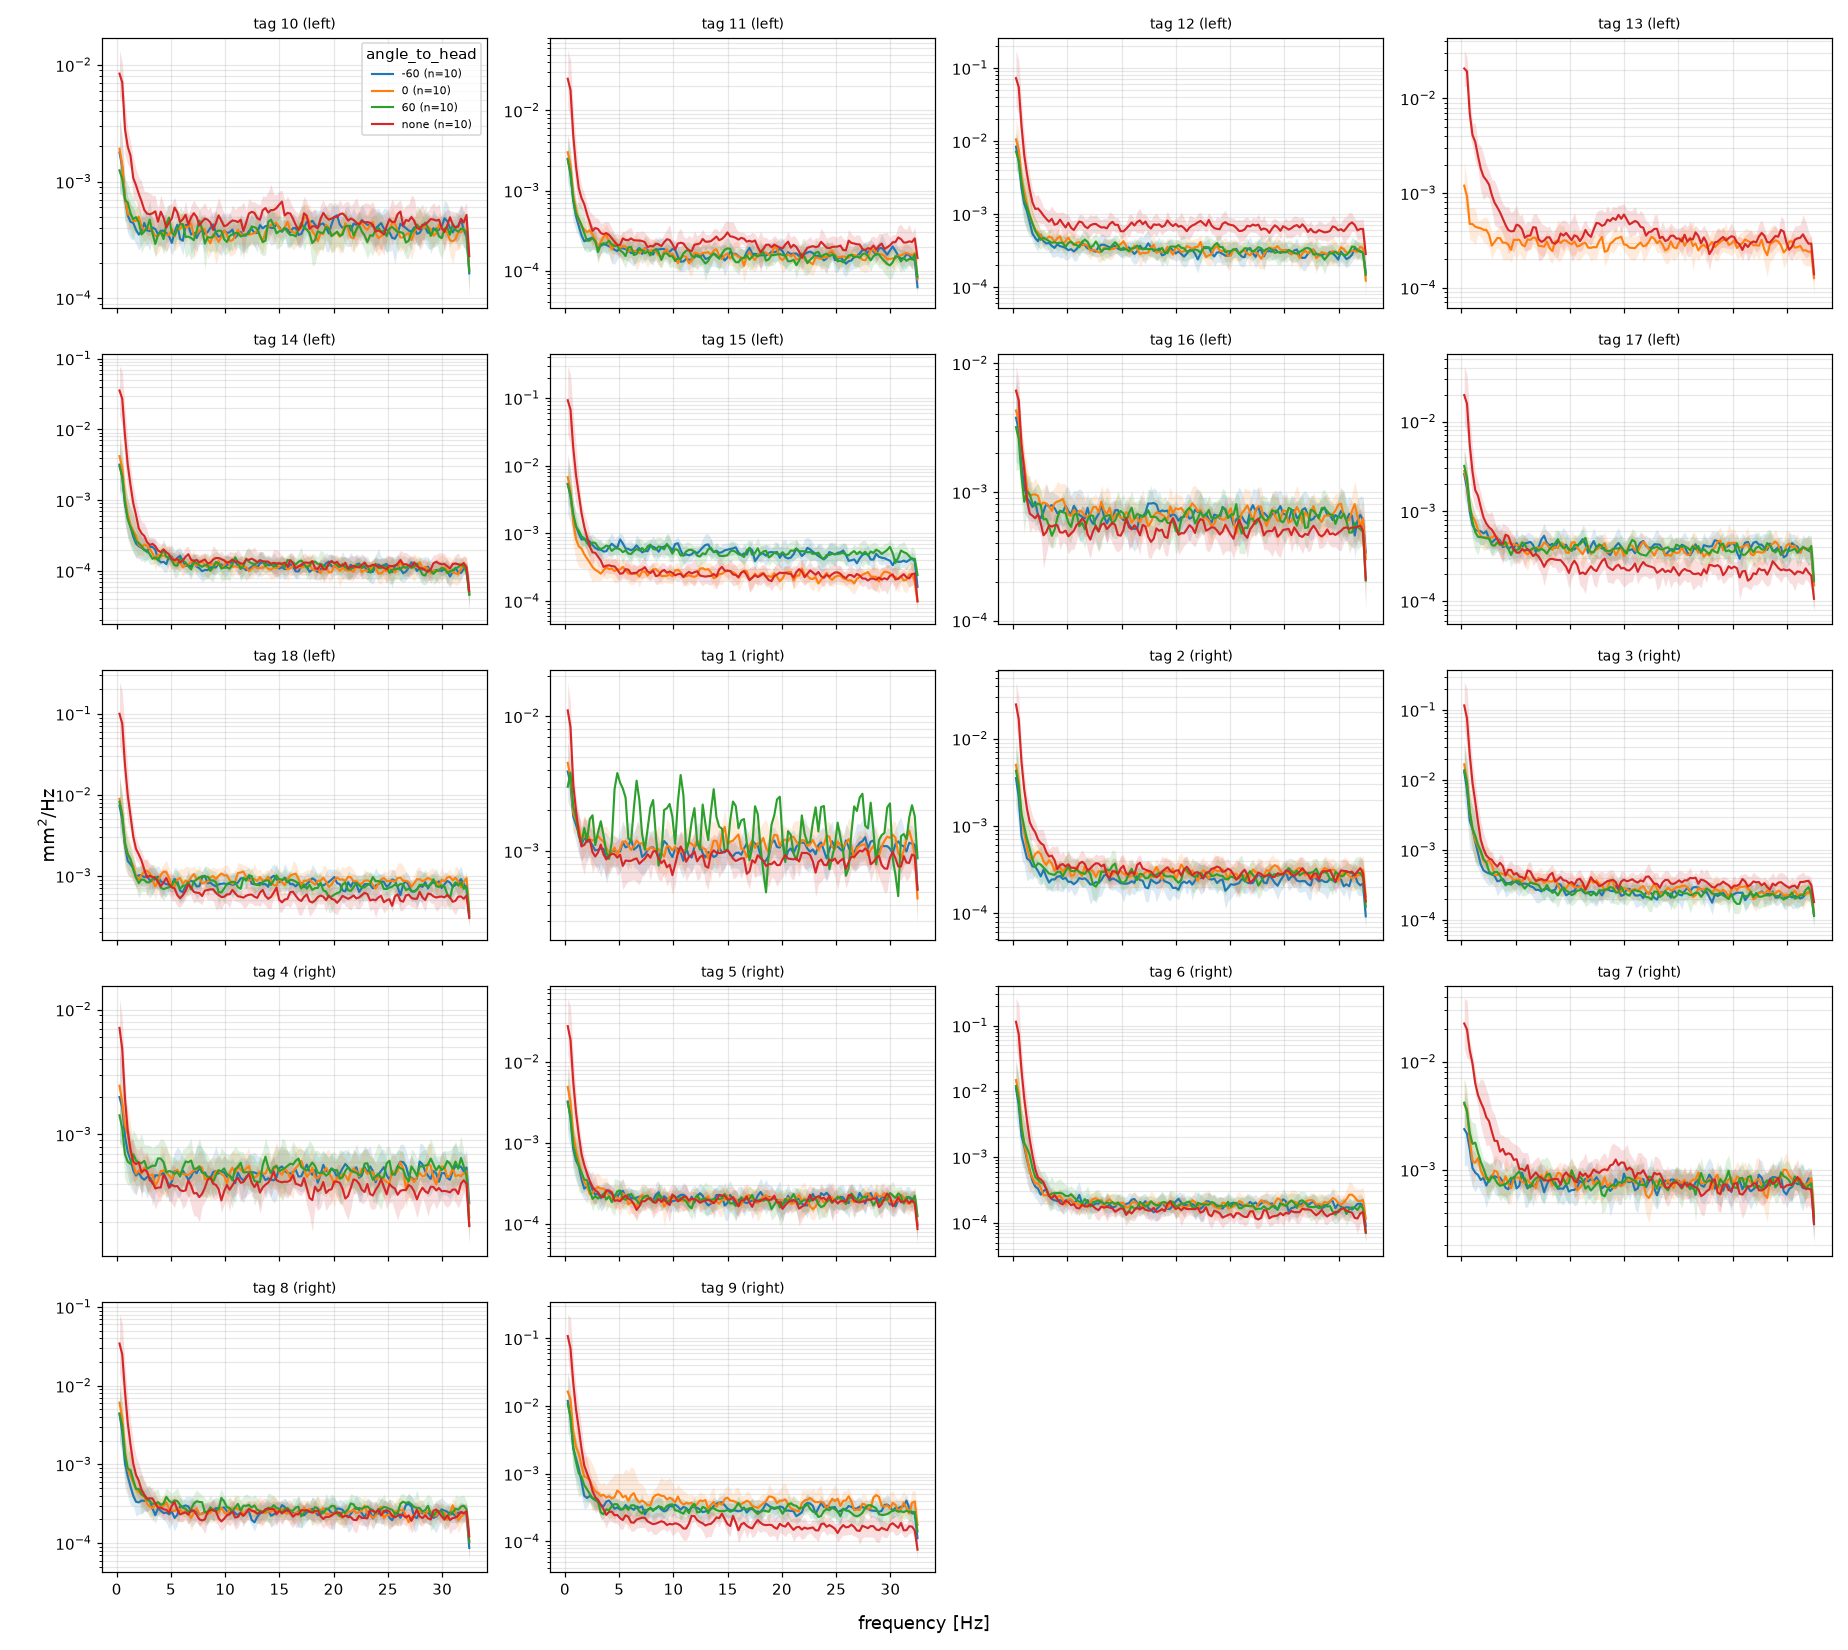 tag 10 (left)
tag 11 (left)
tag 12 (left)
tag 13 (left)
10⁻²
10⁻³
10⁻⁴
angle_to_head
-60 (n=10)
0 (n=10)
60 (n=10)
none (n=10)
10⁻²
10⁻³
10⁻⁴
10⁻¹
10⁻²
10⁻³
10⁻⁴
10⁻²
10⁻³
10⁻⁴
tag 14 (left)
tag 15 (left)
tag 16 (left)
tag 17 (left)
10⁻¹
10⁻²
10⁻³
10⁻⁴
10⁻¹
10⁻²
10⁻³
10⁻⁴
10⁻²
10⁻³
10⁻⁴
10⁻²
10⁻³
10⁻⁴
tag 18 (left)
tag 1 (right)
tag 2 (right)
tag 3 (right)
mm²/Hz
10⁻¹
10⁻²
10⁻³
10⁻²
10⁻³
10⁻²
10⁻³
10⁻⁴
10⁻¹
10⁻²
10⁻³
10⁻⁴
tag 4 (right)
tag 5 (right)
tag 6 (right)
tag 7 (right)
10⁻²
10⁻³
10⁻²
10⁻³
10⁻⁴
10⁻¹
10⁻²
10⁻³
10⁻⁴
10⁻²
10⁻³
tag 8 (right)
tag 9 (right)
10⁻¹
10⁻²
10⁻³
10⁻⁴
10⁻¹
10⁻²
10⁻³
10⁻⁴
0 5 10 15 20 25 30
0 5 10 15 20 25 30
frequency [Hz]